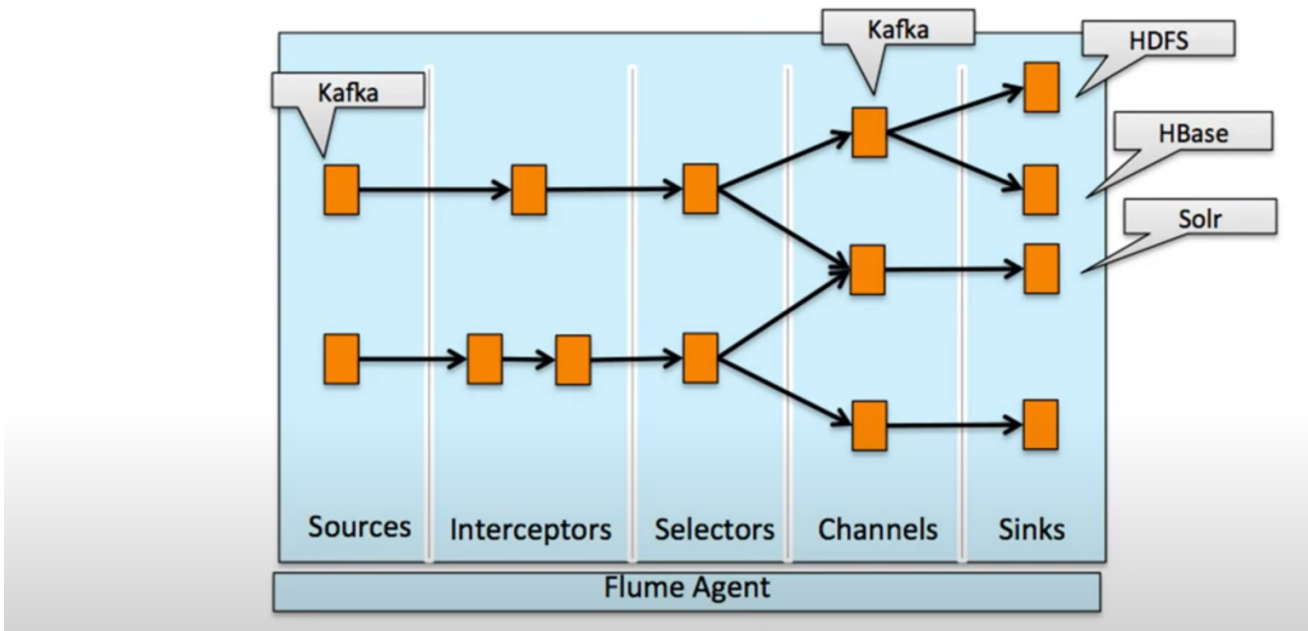 Kafka
HDFS
Kafka
HBase
Solr
Sources
Interceptors
Selectors
Channels
Sinks
Flume Agent